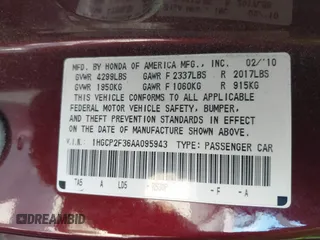 MFD. BY HONDA OF AMERICA MFG., INC. 02/'10
GVWR 4299LBS GAWR F 2337LBS R 2017LBS
GVWR 1950KG GAWR F 1060KG R 915KG
THIS VEHICLE CONFORMS TO ALL APPLICABLE
FEDERAL MOTOR VEHICLE SAFETY, BUMPER,
AND THEFT PREVENTION STANDARDS IN EFFECT
ON THE DATE OF MANUFACTURE SHOWN ABOVE.
V.I.N. 1HGCP2F36AA095943 TYPE: PASSENGER CAR
TA5 A LD5 - F - A
DREAMBID